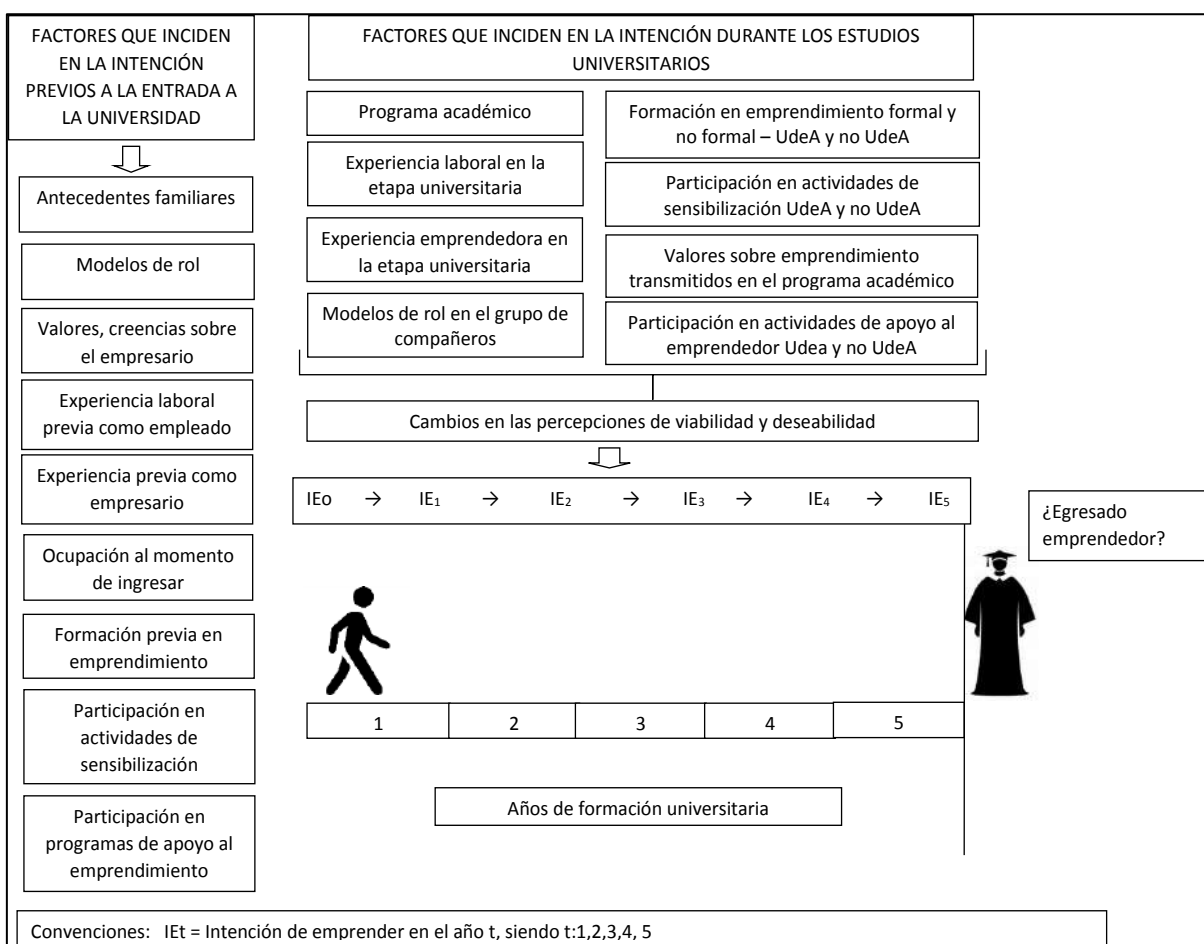 FACTORES QUE INCIDEN
EN LA INTENCIÓN
PREVIOS A LA ENTRADA A
LA UNIVERSIDAD
Antecedentes familiares
Modelos de rol
Valores, creencias sobre
el empresario
Experiencia laboral
previa como empleado
Experiencia previa como
empresario
Ocupación al momento
de ingresar
Formación previa en
emprendimiento
Participación en
actividades de
sensibilización
Participación en
programas de apoyo al
emprendimiento
FACTORES QUE INCIDEN EN LA INTENCIÓN DURANTE LOS ESTUDIOS
UNIVERSITARIOS
Programa académico
Experiencia laboral en la
etapa universitaria
Experiencia emprendedora en
la etapa universitaria
Modelos de rol en el grupo de
compañeros
Formación en emprendimiento formal y
no formal – UdeA y no UdeA
Participación en actividades de
sensibilización UdeA y no UdeA
Valores sobre emprendimiento
transmitidos en el programa académico
Participación en actividades de apoyo al
emprendedor Udea y no UdeA
Cambios en las percepciones de viabilidad y deseabilidad
IEo → IE₁ → IE₂ → IE₃ → IE₄ → IE₅
¿Egresado
emprendedor?
1 2 3 4 5
Años de formación universitaria
Convenciones: IEt = Intención de emprender en el año t, siendo t:1,2,3,4, 5